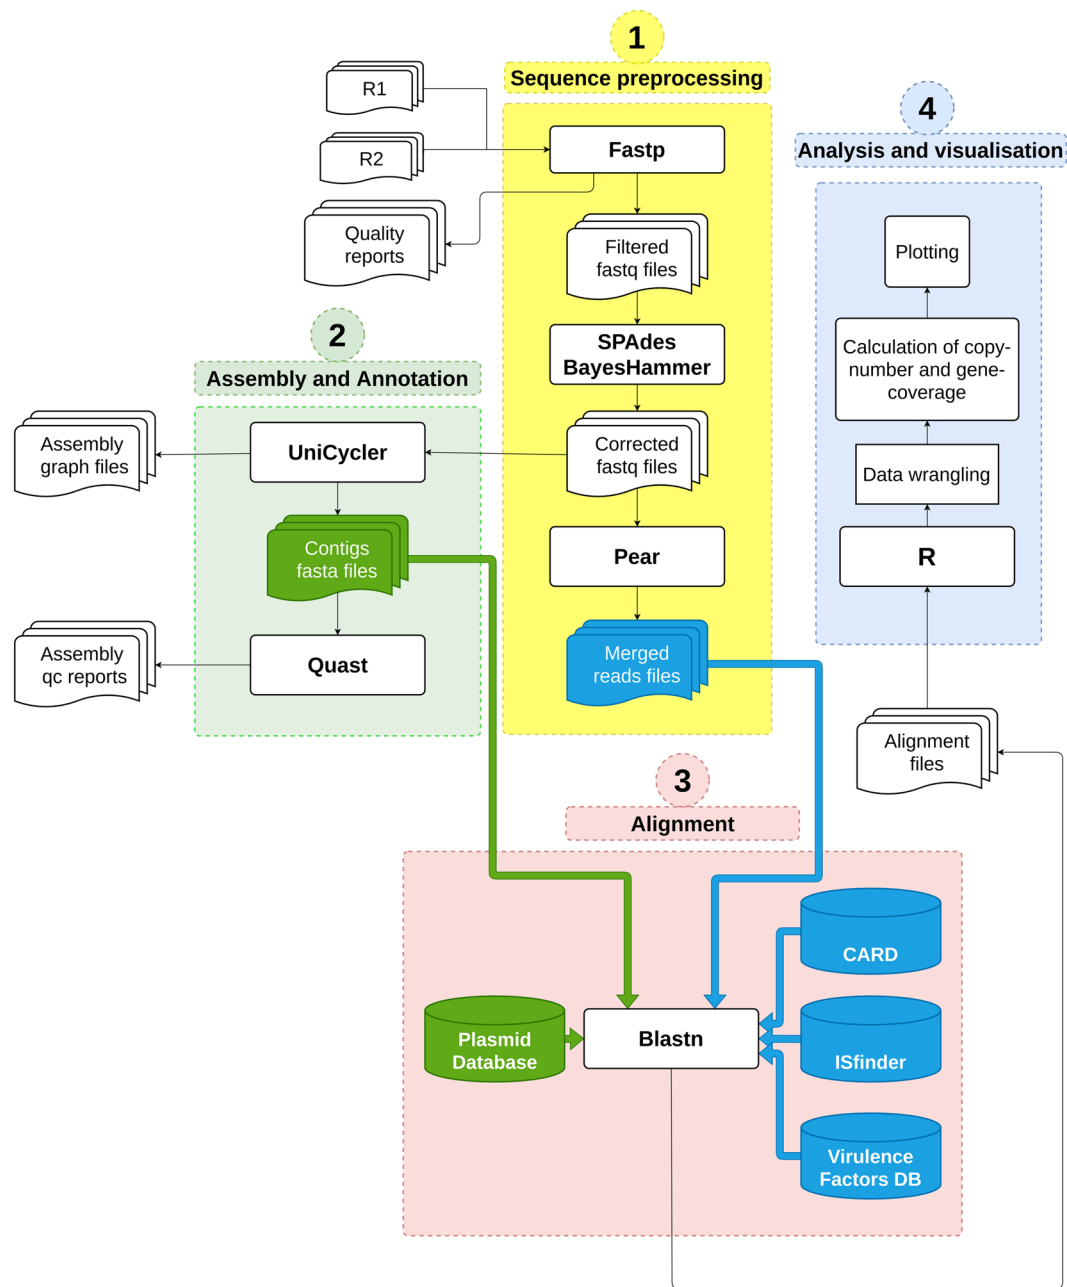 1
Sequence preprocessing
R1
R2
Fastp
Quality
reports
Filtered
fastq files
SPAdes
BayesHammer
Corrected
fastq files
Pear
Merged
reads files
2
Assembly and Annotation
UniCycler
Assembly
graph files
Contigs
fasta files
Quast
Assembly
qc reports
3
Alignment
Plasmid
Database
Blastn
CARD
ISfinder
Virulence
Factors DB
4
Analysis and visualisation
Plotting
Calculation of copy-
number and gene-
coverage
Data wrangling
R
Alignment
files